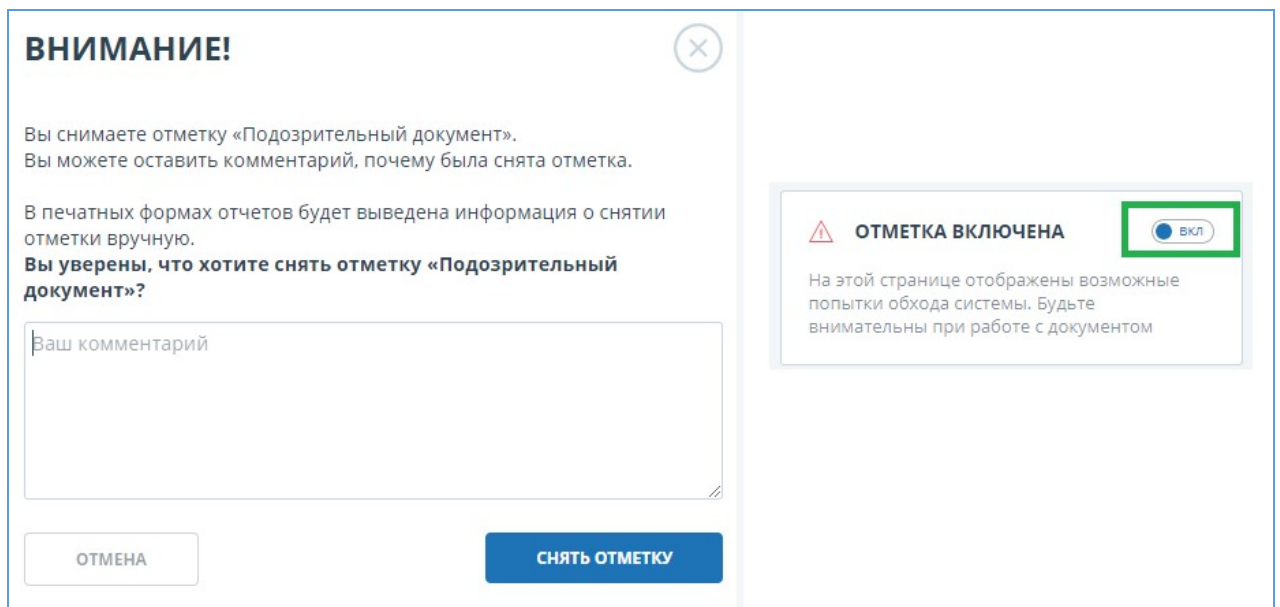 ВНИМАНИЕ!
Вы снимаете отметку «Подозрительный документ».
Вы можете оставить комментарий, почему была снята отметка.
В печатных формах отчетов будет выведена информация о снятии
отметки вручную.
Вы уверены, что хотите снять отметку «Подозрительный
документ»?
Ваш комментарий
ОТМЕНА
СНЯТЬ ОТМЕТКУ
ОТМЕТКА ВКЛЮЧЕНА
ВКЛ
На этой странице отображены возможные
попытки обхода системы. Будьте
внимательны при работе с документом